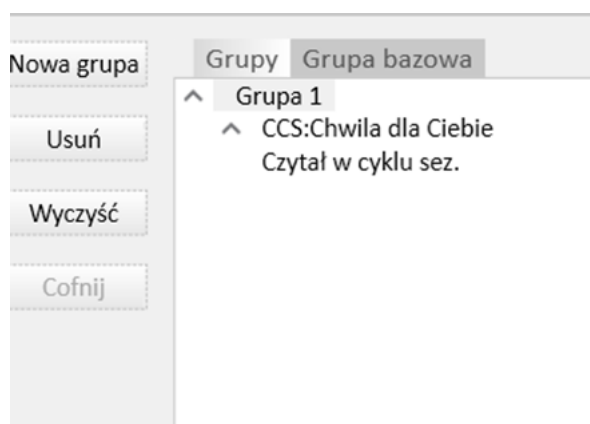 Nowa grupa
Usuń
Wyczyść
Cofnij
Grupy Grupa bazowa
Grupa 1
CCS:Chwila dla Ciebie
Czytał w cyklu sez.